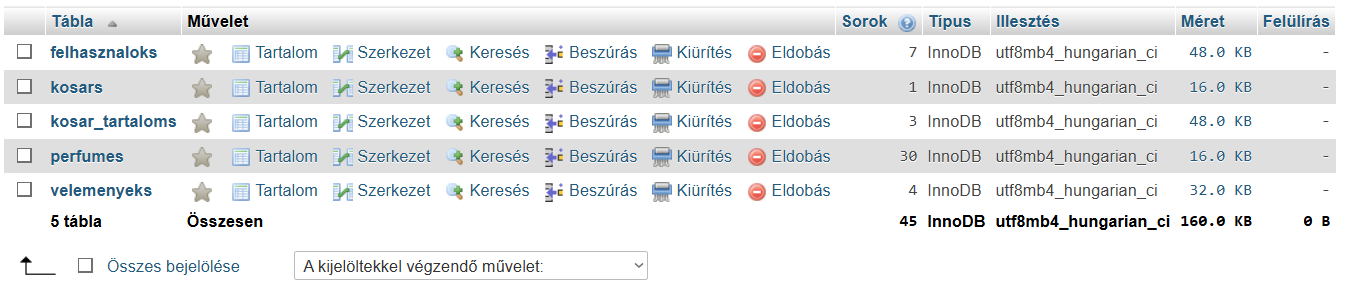 Tábla Művelet Sorok Típus Illesztés Méret Felülírás
felhasznaloks Tartalom Szerkezet Keresés Beszúrás Kiürítés Eldobás 7 InnoDB utf8mb4_hungarian_ci 48.0 KB -
kosars Tartalom Szerkezet Keresés Beszúrás Kiürítés Eldobás 1 InnoDB utf8mb4_hungarian_ci 16.0 KB -
kosar_tartaloms Tartalom Szerkezet Keresés Beszúrás Kiürítés Eldobás 3 InnoDB utf8mb4_hungarian_ci 48.0 KB -
perfumes Tartalom Szerkezet Keresés Beszúrás Kiürítés Eldobás 30 InnoDB utf8mb4_hungarian_ci 16.0 KB -
velemenyeks Tartalom Szerkezet Keresés Beszúrás Kiürítés Eldobás 4 InnoDB utf8mb4_hungarian_ci 32.0 KB -
5 tábla Összesen 45 InnoDB utf8mb4_hungarian_ci 160.0 KB 0 B
Összes bejelölése A kijelöltekkel végzendő művelet: